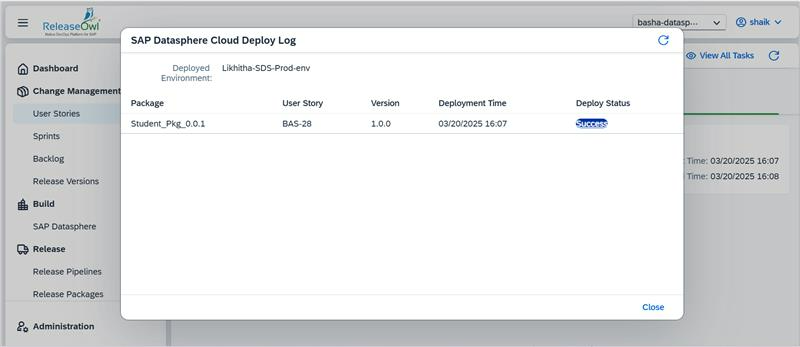 ReleaseOwl
Native DevOps Platform for SAP
basha-datasp...
shaik
SAP Datasphere Cloud Deploy Log
View All Tasks
Deployed Environment:
Likhitha-SDS-Prod-env
Dashboard
Change Management
User Stories
Sprints
Backlog
Release Versions
Build
SAP Datasphere
Release
Release Pipelines
Release Packages
Administration
Package User Story Version Deployment Time Deploy Status
Student_Pkg_0.0.1 BAS-28 1.0.0 03/20/2025 16:07 Success
Time: 03/20/2025 16:07
Time: 03/20/2025 16:08
Close